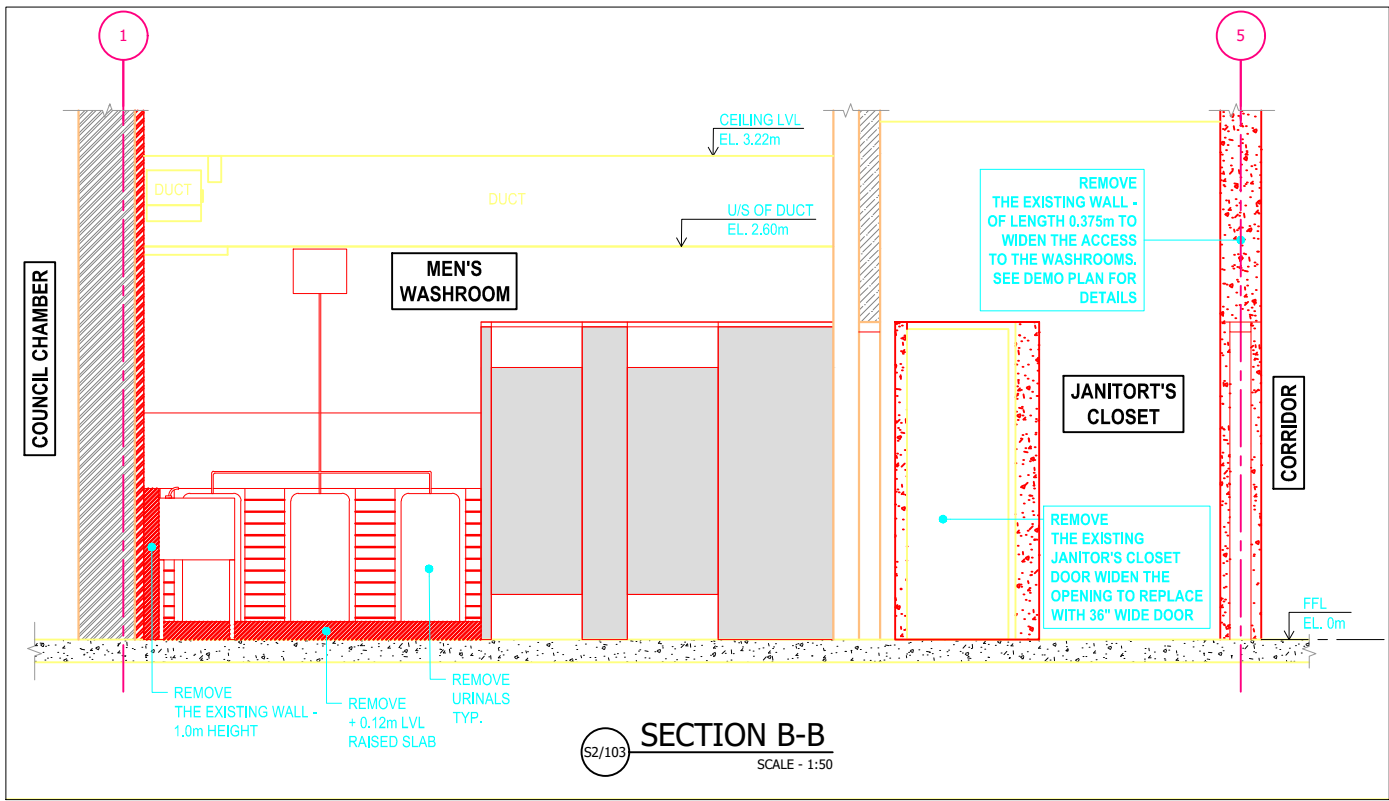 1
5
CEILING LVL
EL. 3.22m
DUCT
DUCT
U/S OF DUCT
EL. 2.60m
REMOVE
THE EXISTING WALL -
OF LENGTH 0.375m TO
WIDEN THE ACCESS
TO THE WASHROOMS.
SEE DEMO PLAN FOR
DETAILS
COUNCIL CHAMBER
MEN'S
WASHROOM
JANITORT'S
CLOSET
CORRIDOR
REMOVE
THE EXISTING
JANITOR'S CLOSET
DOOR WIDEN THE
OPENING TO REPLACE
WITH 36" WIDE DOOR
FFL
EL. 0m
REMOVE
THE EXISTING WALL -
1.0m HEIGHT
REMOVE
+ 0.12m LVL
RAISED SLAB
REMOVE
URINALS
TYP.
S2/103
SECTION B-B
SCALE - 1:50